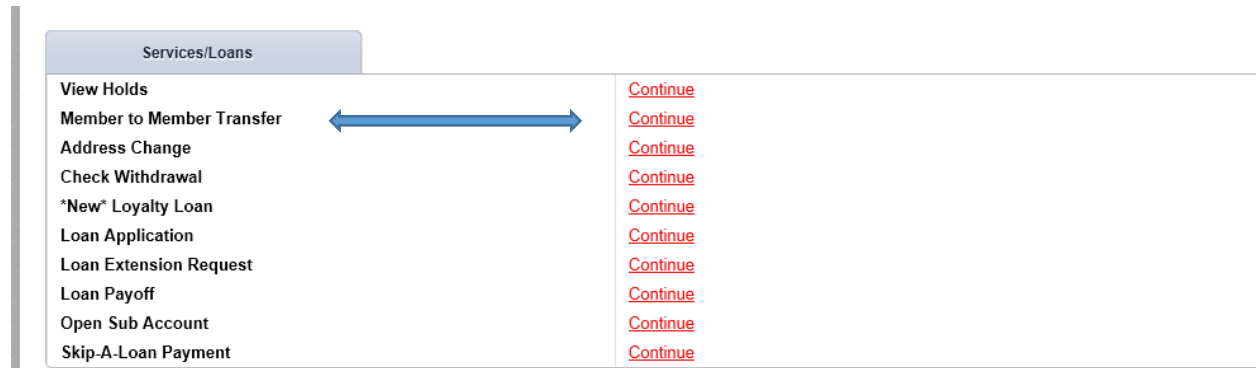 Services/Loans
View Holds Continue
Member to Member Transfer Continue
Address Change Continue
Check Withdrawal Continue
*New* Loyalty Loan Continue
Loan Application Continue
Loan Extension Request Continue
Loan Payoff Continue
Open Sub Account Continue
Skip-A-Loan Payment Continue